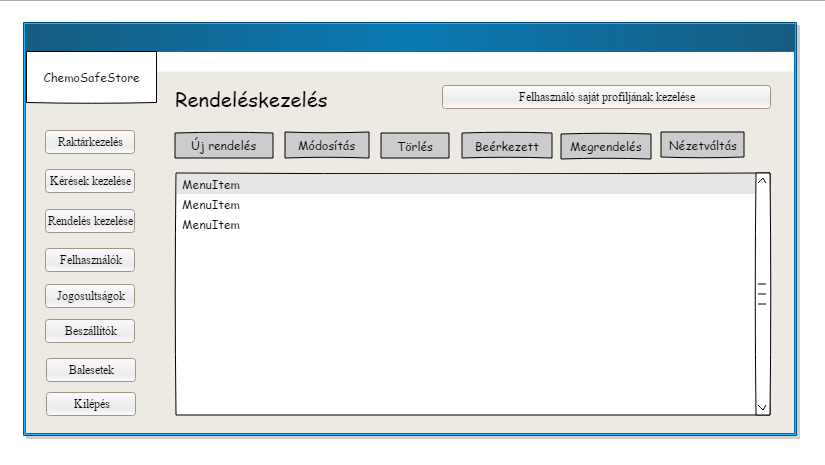 ChemoSafeStore
Rendeléskezelés
Felhasználó saját profiljának kezelése
Raktárkezelés
Kérések kezelése
Rendelés kezelése
Felhasználók
Jogosultságok
Beszállítók
Balesetek
Kilépés
Új rendelés
Módosítás
Törlés
Beérkezett
Megrendelés
Nézetváltás
MenuItem
MenuItem
MenuItem